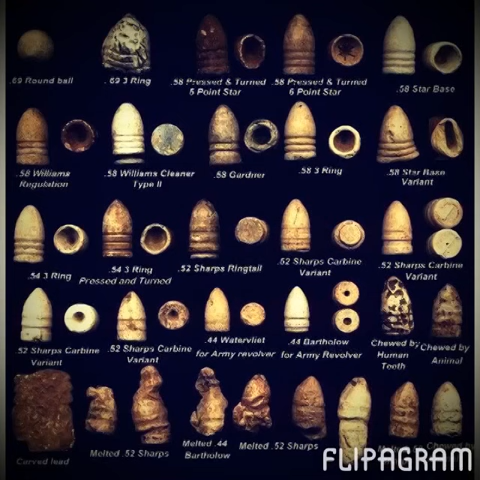 .69 Round ball
.69 3 Ring
.58 Pressed & Turned
5 Point Star
.58 Pressed & Turned
6 Point Star
.58 Star Base
.58 Williams
Regulation
.58 Williams Cleaner
Type II
.58 Gardner
.58 3 Ring
.58 Star Base
Variant
.54 3 Ring
.54 3 Ring
Pressed and Turned
.52 Sharps Ringtail
.52 Sharps Carbine
Variant
.52 Sharps Carbine
Variant
.52 Sharps Carbine
Variant
.52 Sharps Carbine
Variant
.44 Watervliet
for Army revolver
.44 Bartholow
for Army Revolver
Chewed by
Human
Teeth
Chewed by
Animal
Carved lead
Melted .52 Sharps
Melted .44
Bartholow
Melted .52 Sharps
Chewed by
FLIPAGRAM